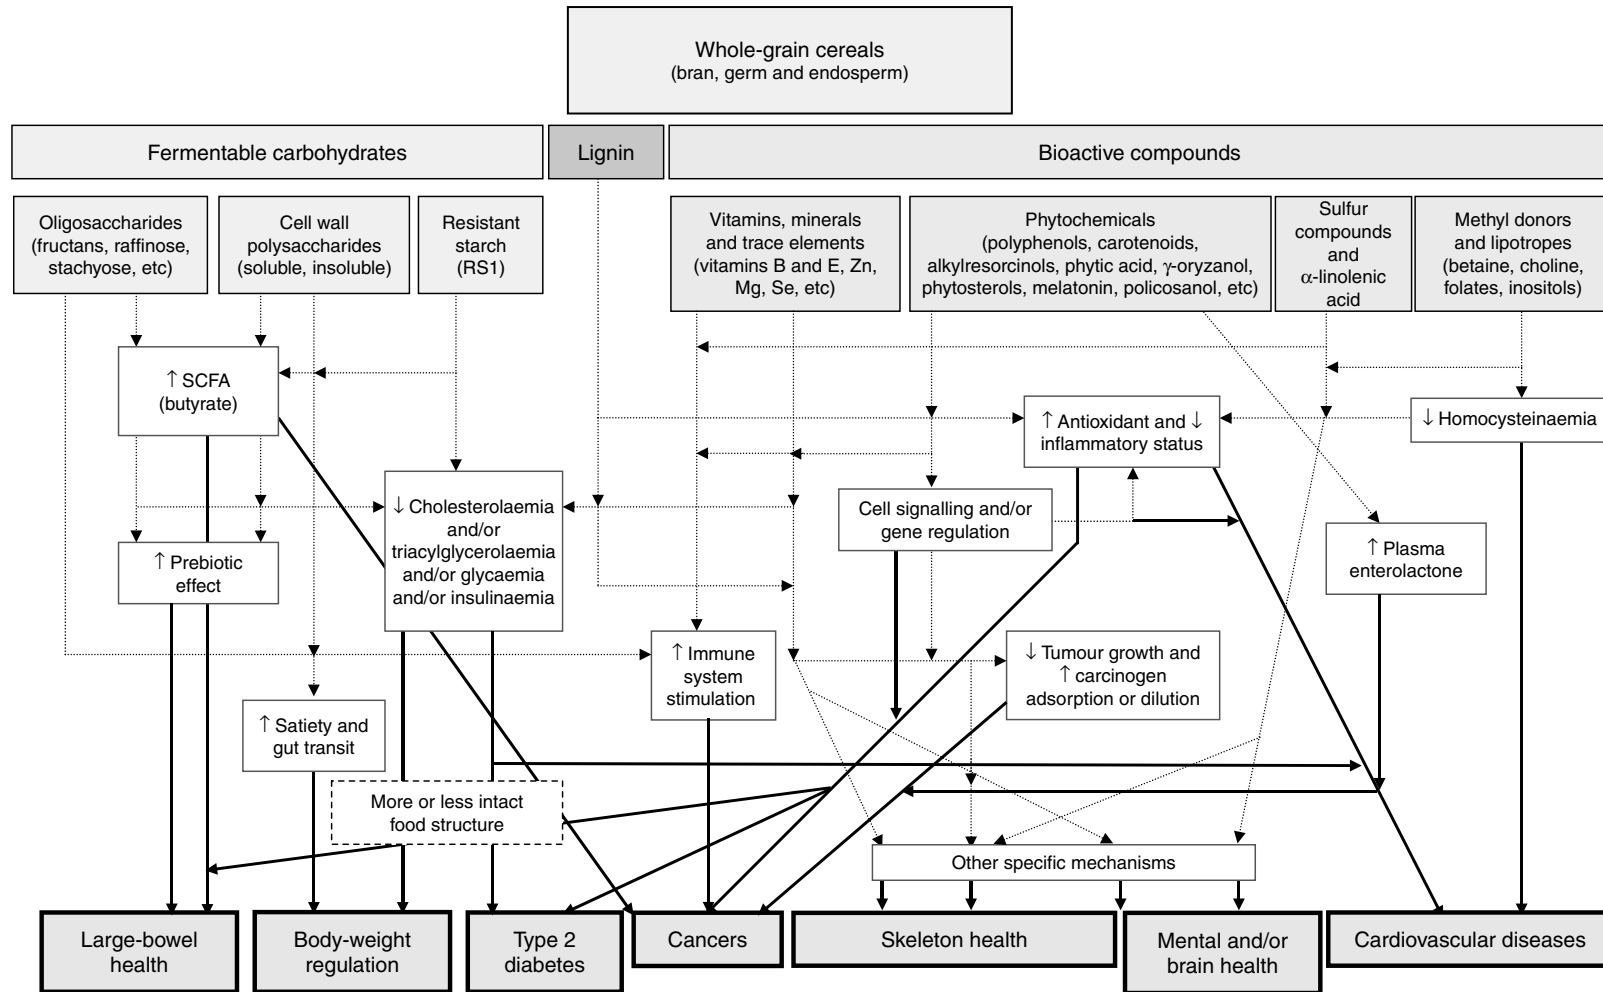 Whole-grain cereals
(bran, germ and endosperm)
Fermentable carbohydrates
Lignin
Bioactive compounds
Oligosaccharides
(fructans, raffinose,
stachyose, etc)
Cell wall
polysaccharides
(soluble, insoluble)
Resistant
starch
(RS1)
Vitamins, minerals
and trace elements
(vitamins B and E, Zn,
Mg, Se, etc)
Phytochemicals
(polyphenols, carotenoids,
alkylresorcinols, phytic acid, γ-oryzanol,
phytosterols, melatonin, policosanol, etc)
Sulfur
compounds
and
α-linolenic
acid
Methyl donors
and lipotropes
(betaine, choline,
folates, inositols)
↑ SCFA
(butyrate)
↑ Antioxidant and ↓
inflammatory status
↓ Homocysteinaemia
↓ Cholesterolaemia
and/or
triacylglycerolaemia
and/or glycaemia
and/or insulinaemia
Cell signalling and/or
gene regulation
↑ Plasma
enterolactone
↑ Prebiotic
effect
↑ Immune
system
stimulation
↓ Tumour growth and
↑ carcinogen
adsorption or dilution
↑ Satiety and
gut transit
More or less intact
food structure
Other specific mechanisms
Large-bowel
health
Body-weight
regulation
Type 2
diabetes
Cancers
Skeleton health
Mental and/or
brain health
Cardiovascular diseases